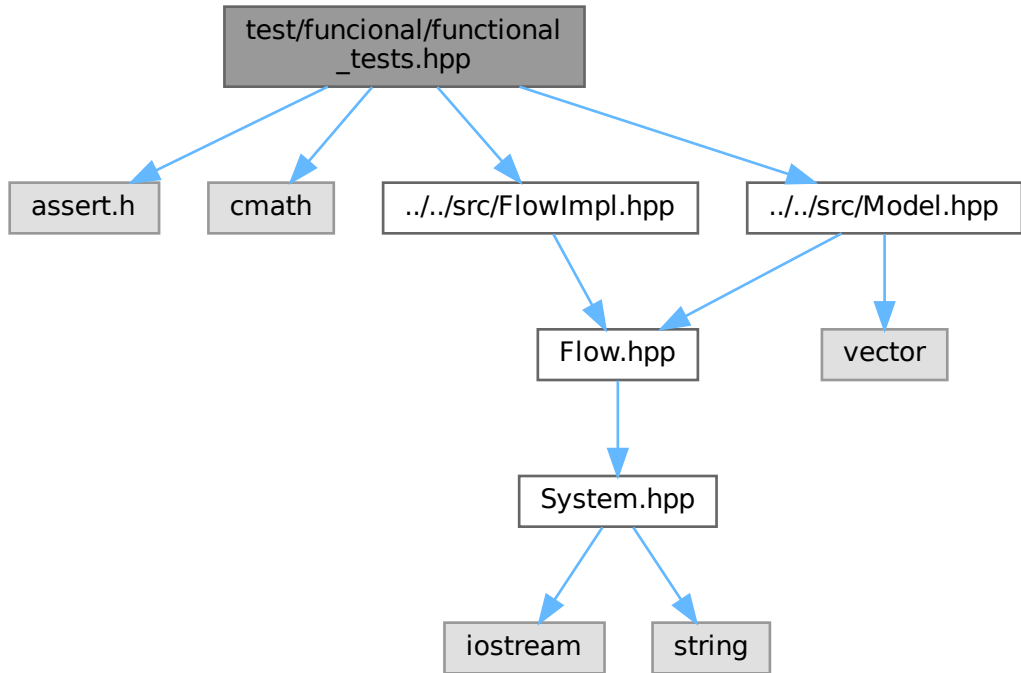 test/funcional/functional
_tests.hpp
assert.h
cmath
../../src/FlowImpl.hpp
../../src/Model.hpp
Flow.hpp
vector
System.hpp
iostream
string